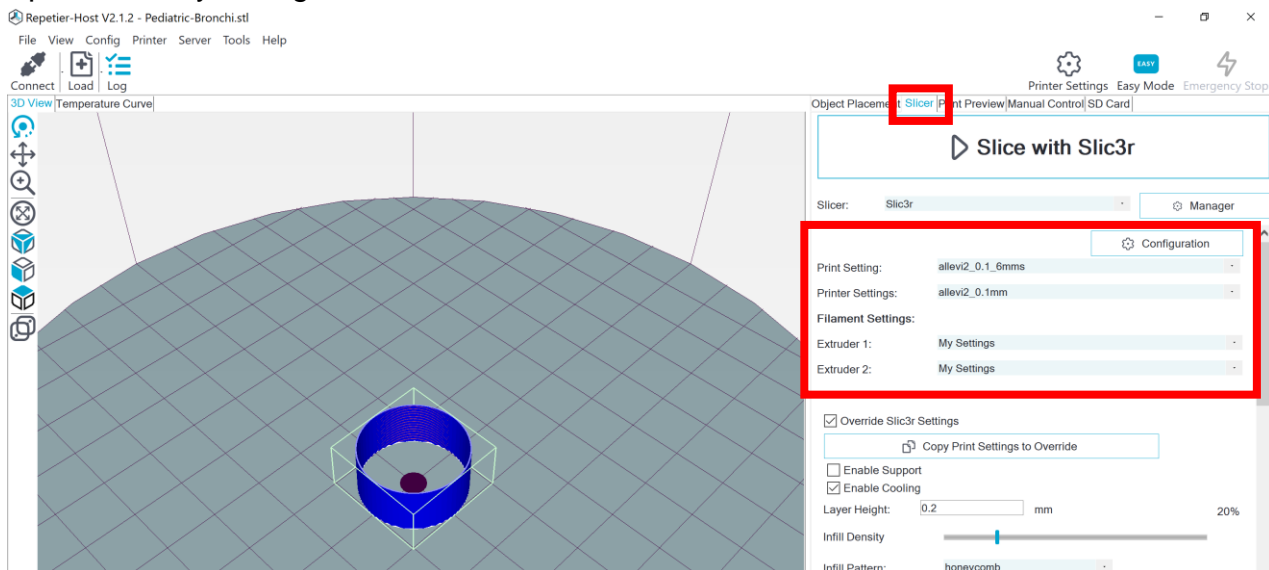 Repetier-Host V2.1.2 - Pediatric-Bronchi.stl
File View Config Printer Server Tools Help
Connect Load Log
Printer Settings Easy Mode Emergency Stop
EASY
3D View Temperature Curve
Object Placement Slicer Print Preview Manual Control SD Card
Slice with Slic3r
Slicer: Slic3r Manager
Configuration
Print Setting: allevi2_0.1_6mms
Printer Settings: allevi2_0.1mm
Filament Settings:
Extruder 1: My Settings
Extruder 2: My Settings
Override Slic3r Settings
Copy Print Settings to Override
Enable Support
Enable Cooling
Layer Height: 0.2 mm 20%
Infill Density
Infill Pattern: honeycomb